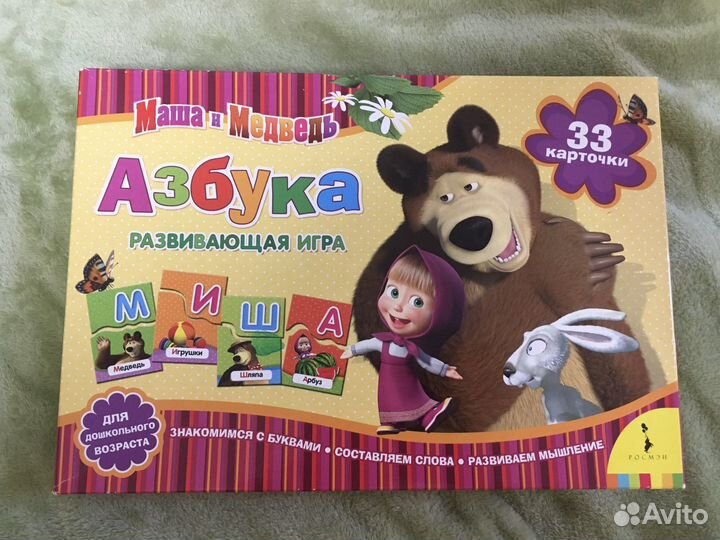 Маша и Медведь
33
карточки
Азбука
РАЗВИВАЮЩАЯ ИГРА
М
И
Ш
А
Медведь
Игрушки
Шляпа
Арбуз
ДЛЯ
ДОШКОЛЬНОГО
ВОЗРАСТА
ЗНАКОМИМСЯ С БУКВАМИ • СОСТАВЛЯЕМ СЛОВА • РАЗВИВАЕМ МЫШЛЕНИЕ
РОСМЭН
Avito